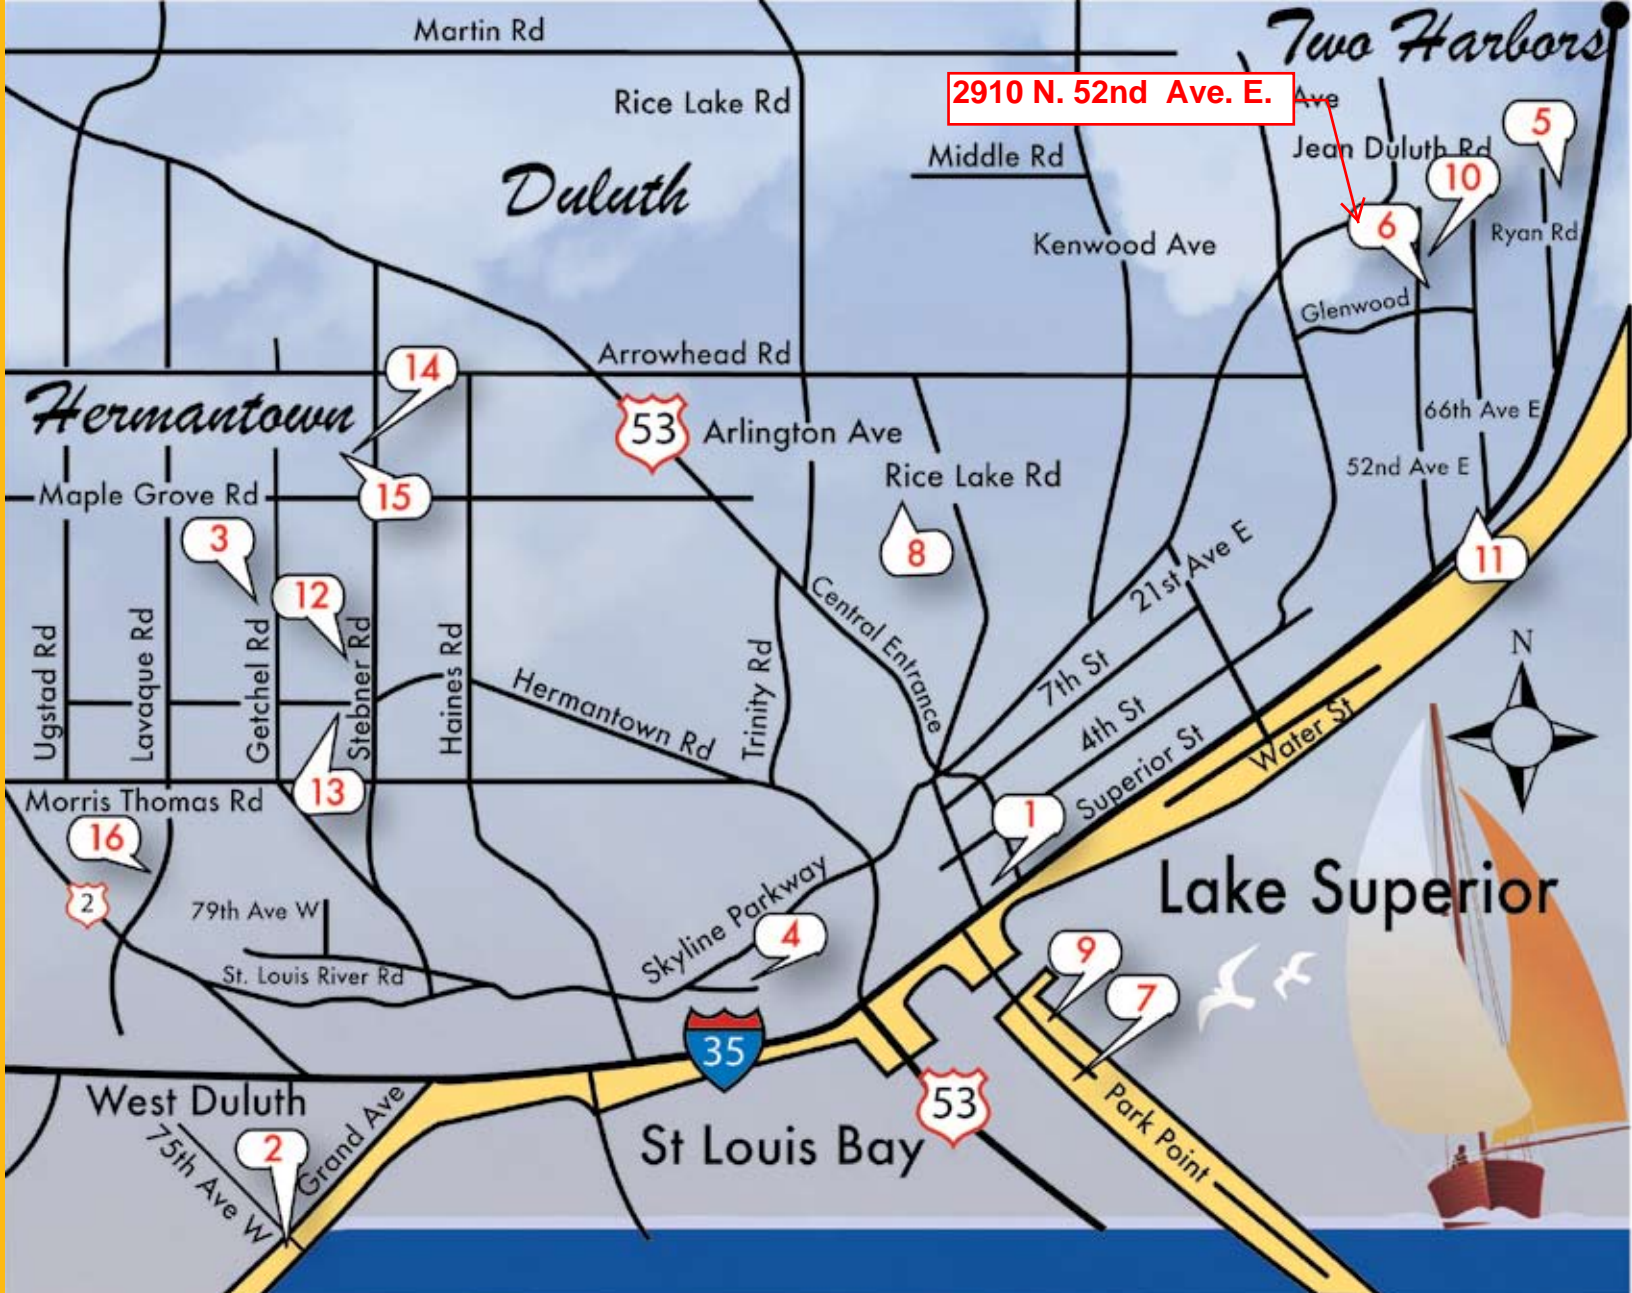 Martin Rd
Two Harbors
2910 N. 52nd Ave. E.
Ave
Rice Lake Rd
5
Jean Duluth Rd
Middle Rd
10
Duluth
6
Ryan Rd
Kenwood Ave
Glenwood
Arrowhead Rd
14
Hermantown
53
Arlington Ave
66th Ave E
52nd Ave E
Rice Lake Rd
Maple Grove Rd
15
3
8
11
21st Ave E
12
Central Entrance
Ugstad Rd
Lavaque Rd
Getchel Rd
Stebner Rd
Haines Rd
Hermantown Rd
Trinity Rd
7th St
N
4th St
Superior St
Water St
Morris Thomas Rd
13
1
16
2
79th Ave W
Skyline Parkway
4
Lake Superior
St. Louis River Rd
9
7
35
53
West Duluth
75th Ave W
2
Grand Ave
St Louis Bay
Park Point